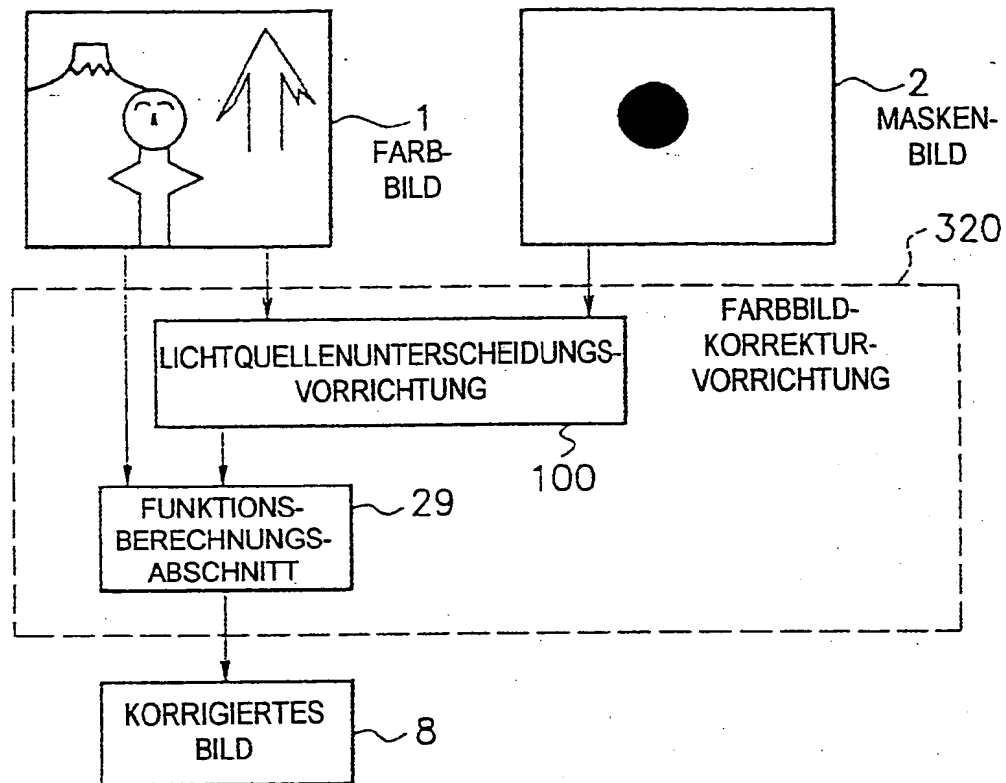 1
FARB-
BILD
2
MASKEN-
BILD
320
FARBBILD-
KORREKTUR-
VORRICHTUNG
LICHTQUELLENUNTERSCHEIDUNGS-
VORRICHTUNG
100
FUNKTIONS-
BERECHNUNGS-
ABSCHNITT
29
KORRIGIERTES
BILD
8